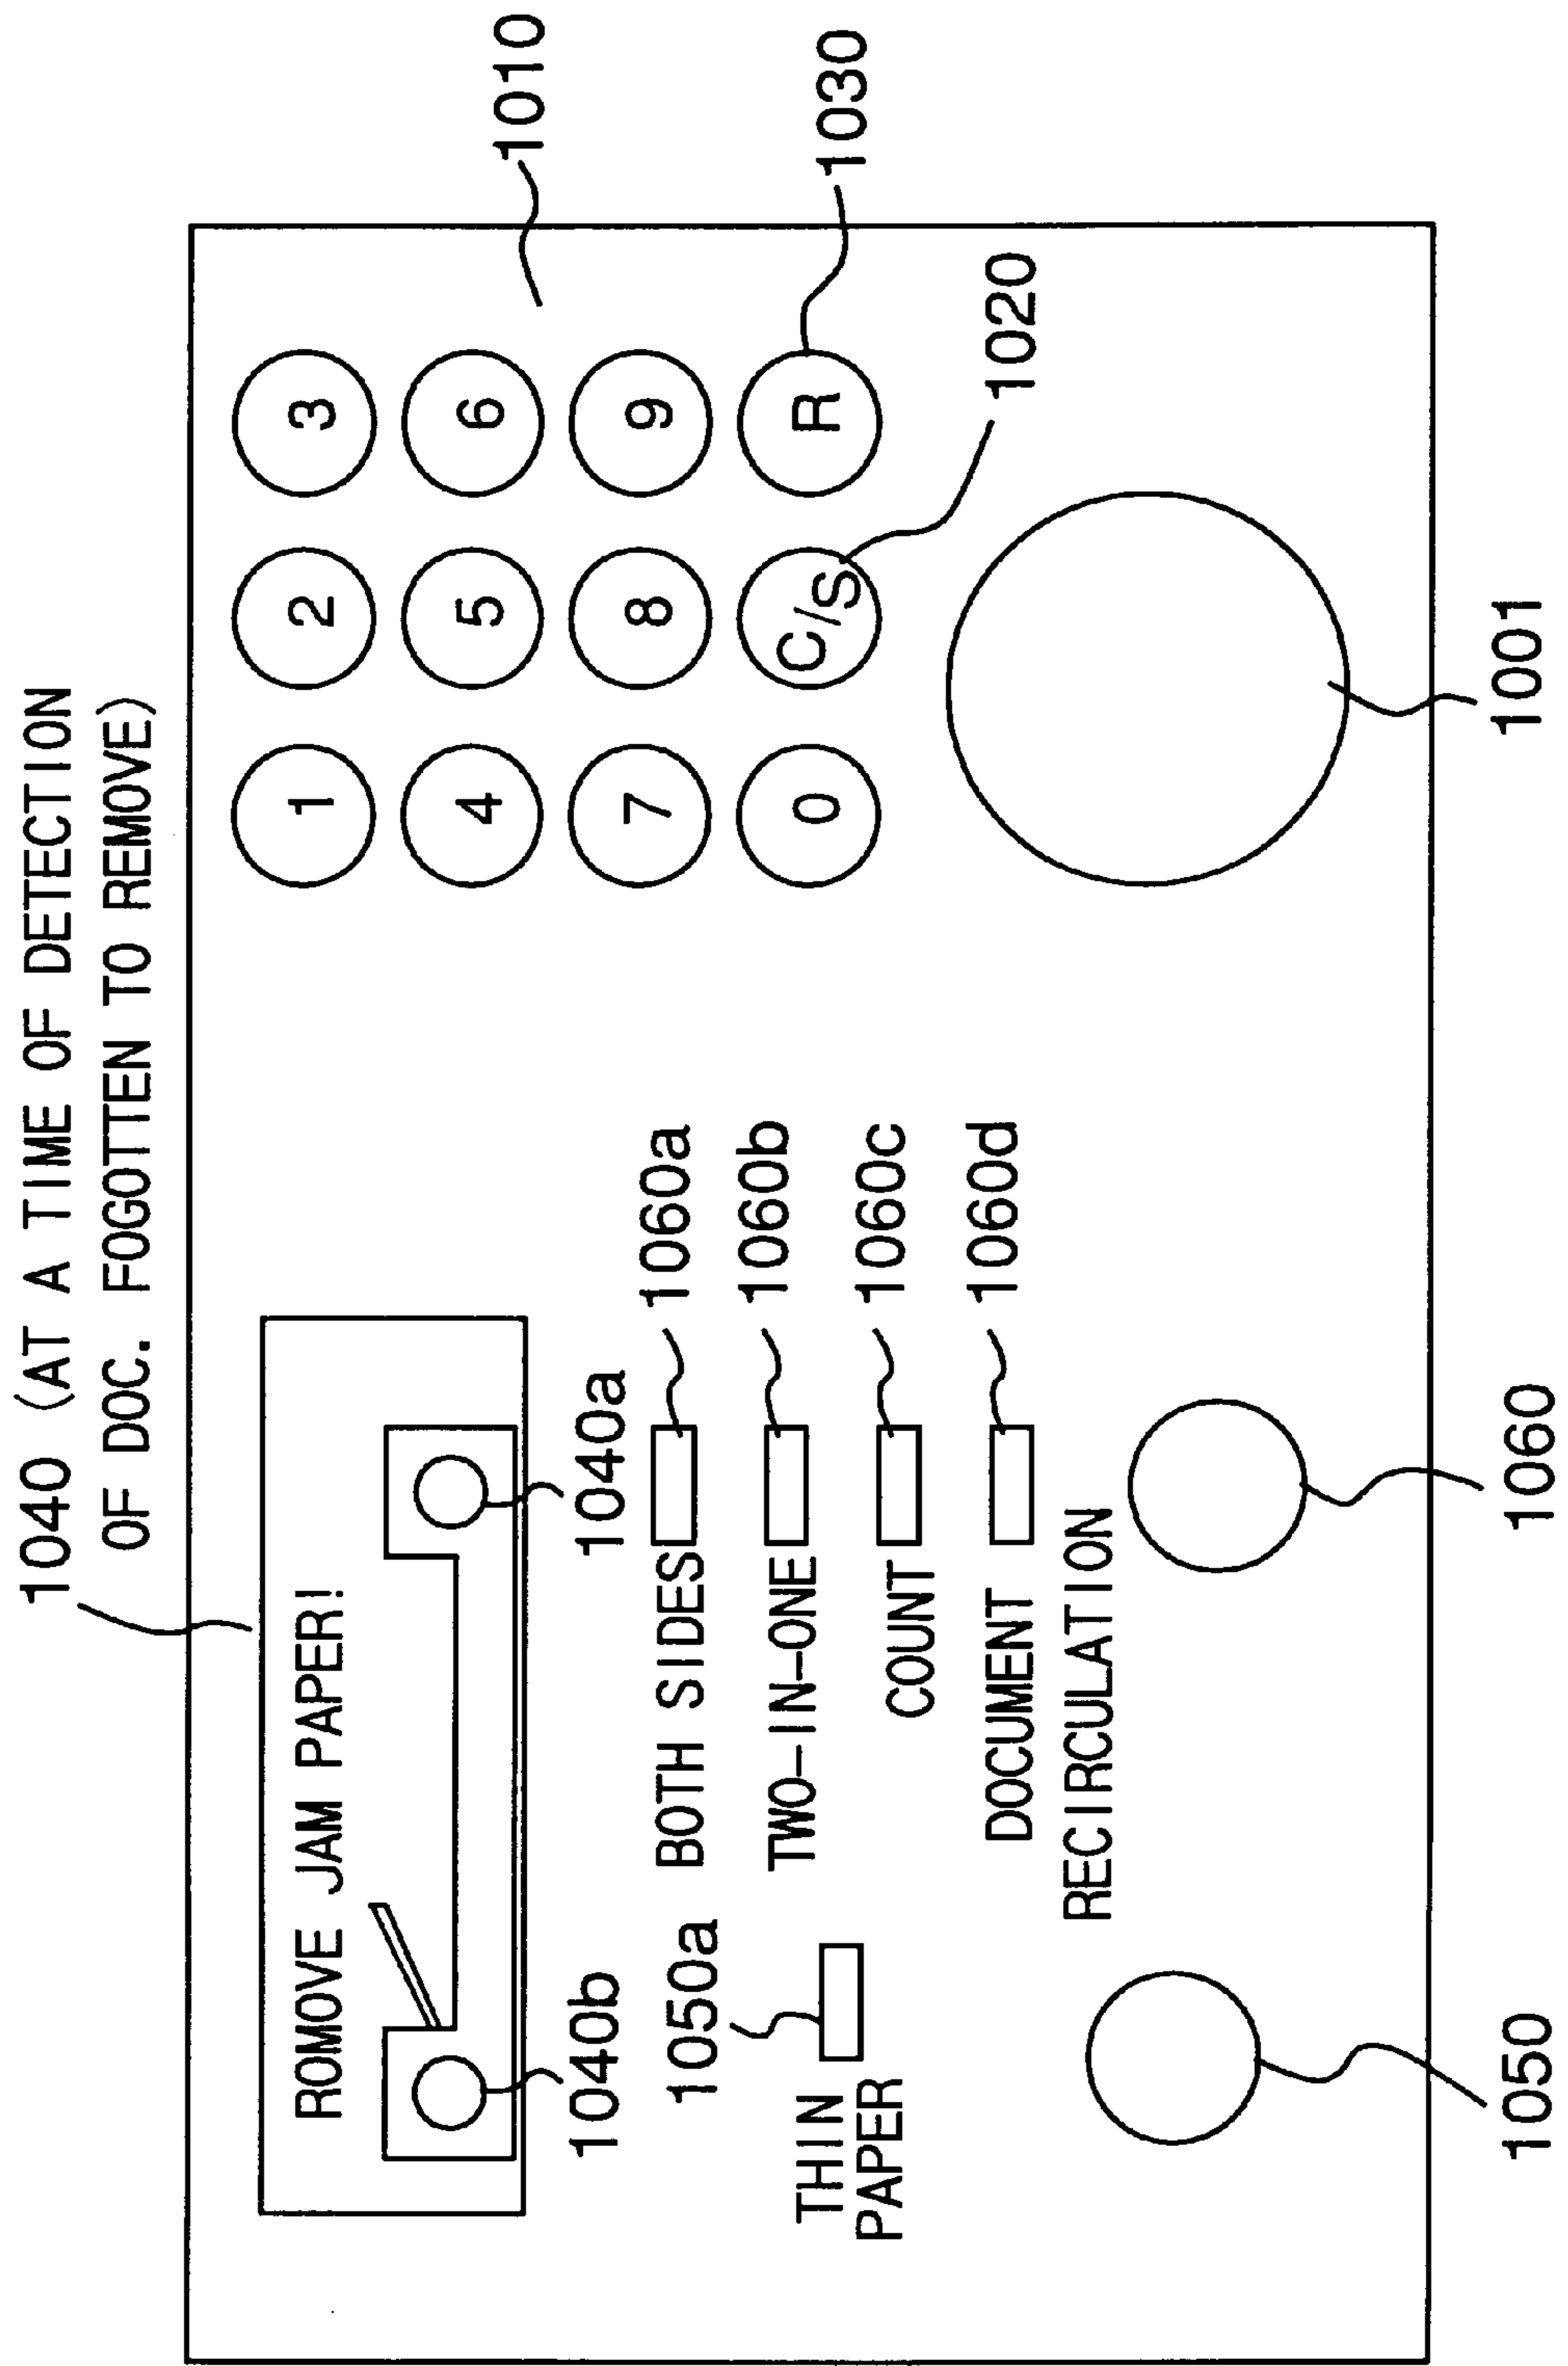 1040 (AT A TIME OF DETECTION
OF DOC. FOGOTTEN TO REMOVE)
ROMOVE JAM PAPER!
1040b
1040a
1 2 3
4 5 6
7 8 9
0 C/S R
1010
1030
1020
1050a
THIN
PAPER
BOTH SIDES
1060a
TWO-IN-ONE
1060b
COUNT
1060c
DOCUMENT
RECIRCULATION
1060d
1050
1060
1001